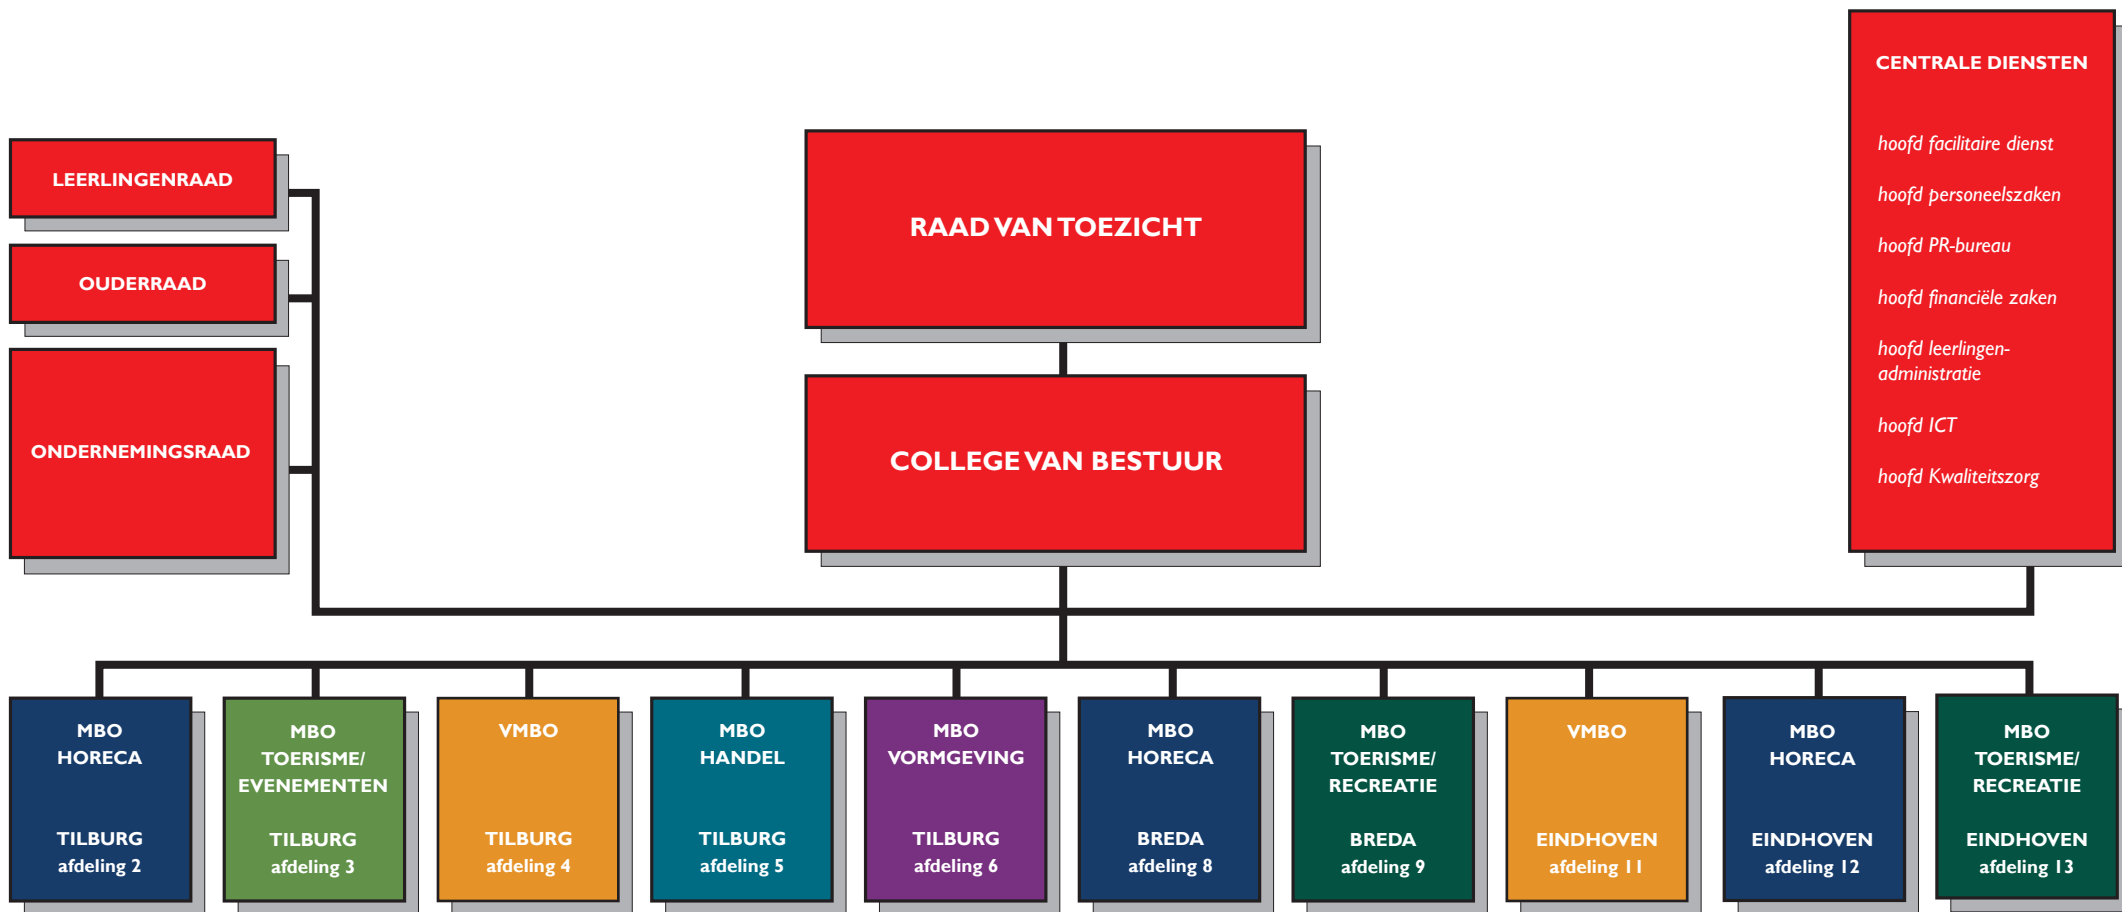 CENTRALE DIENSTEN
hoofd facilitaire dienst
hoofd personeelszaken
hoofd PR-bureau
hoofd financiële zaken
hoofd leerlingen-
administratie
hoofd ICT
hoofd Kwaliteitszorg
LEERLINGENRAAD
OUDERRAAD
ONDERNEMINGSRAAD
RAAD VAN TOEZICHT
COLLEGE VAN BESTUUR
MBO
HORECA
TILBURG
afdeling 2
MBO
TOERISME/
EVENEMENTEN
TILBURG
afdeling 3
VMBO
TILBURG
afdeling 4
MBO
HANDEL
TILBURG
afdeling 5
MBO
VORMGEVING
TILBURG
afdeling 6
MBO
HORECA
BREDA
afdeling 8
MBO
TOERISME/
RECREATIE
BREDA
afdeling 9
VMBO
EINDHOVEN
afdeling 11
MBO
HORECA
EINDHOVEN
afdeling 12
MBO
TOERISME/
RECREATIE
EINDHOVEN
afdeling 13